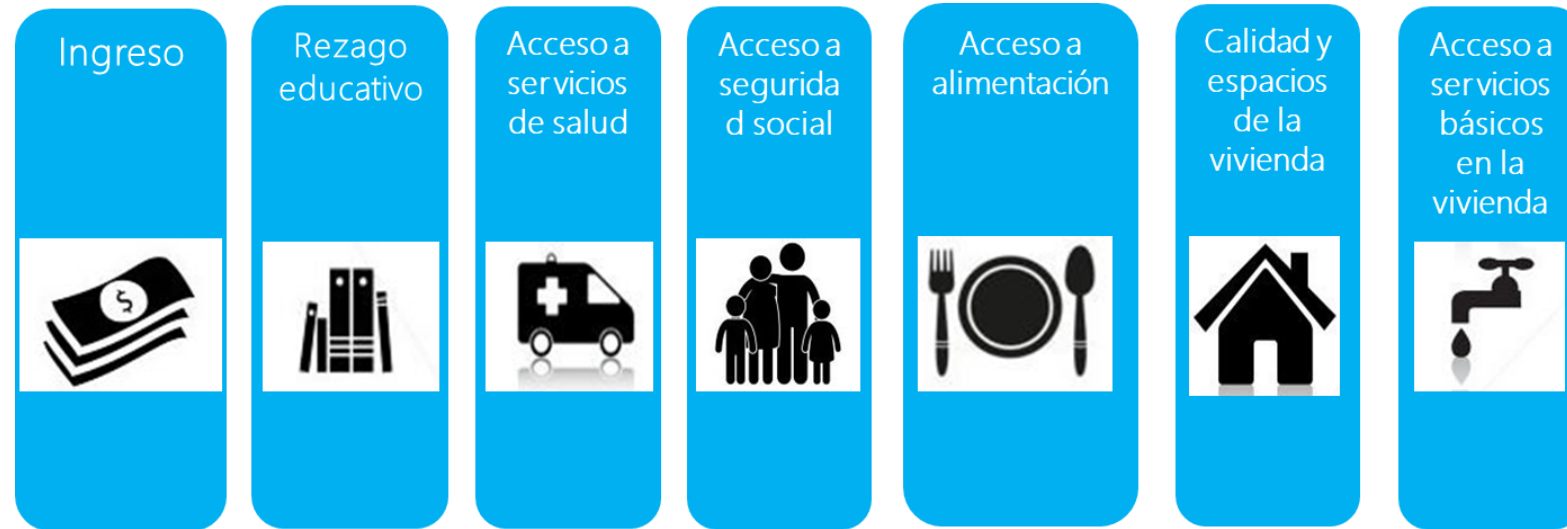 Ingreso
Rezago
educativo
Acceso a
servicios
de salud
Acceso a
segurida
d social
Acceso a
alimentación
Calidad y
espacios
de la
vivienda
Acceso a
servicios
básicos
en la
vivienda
$